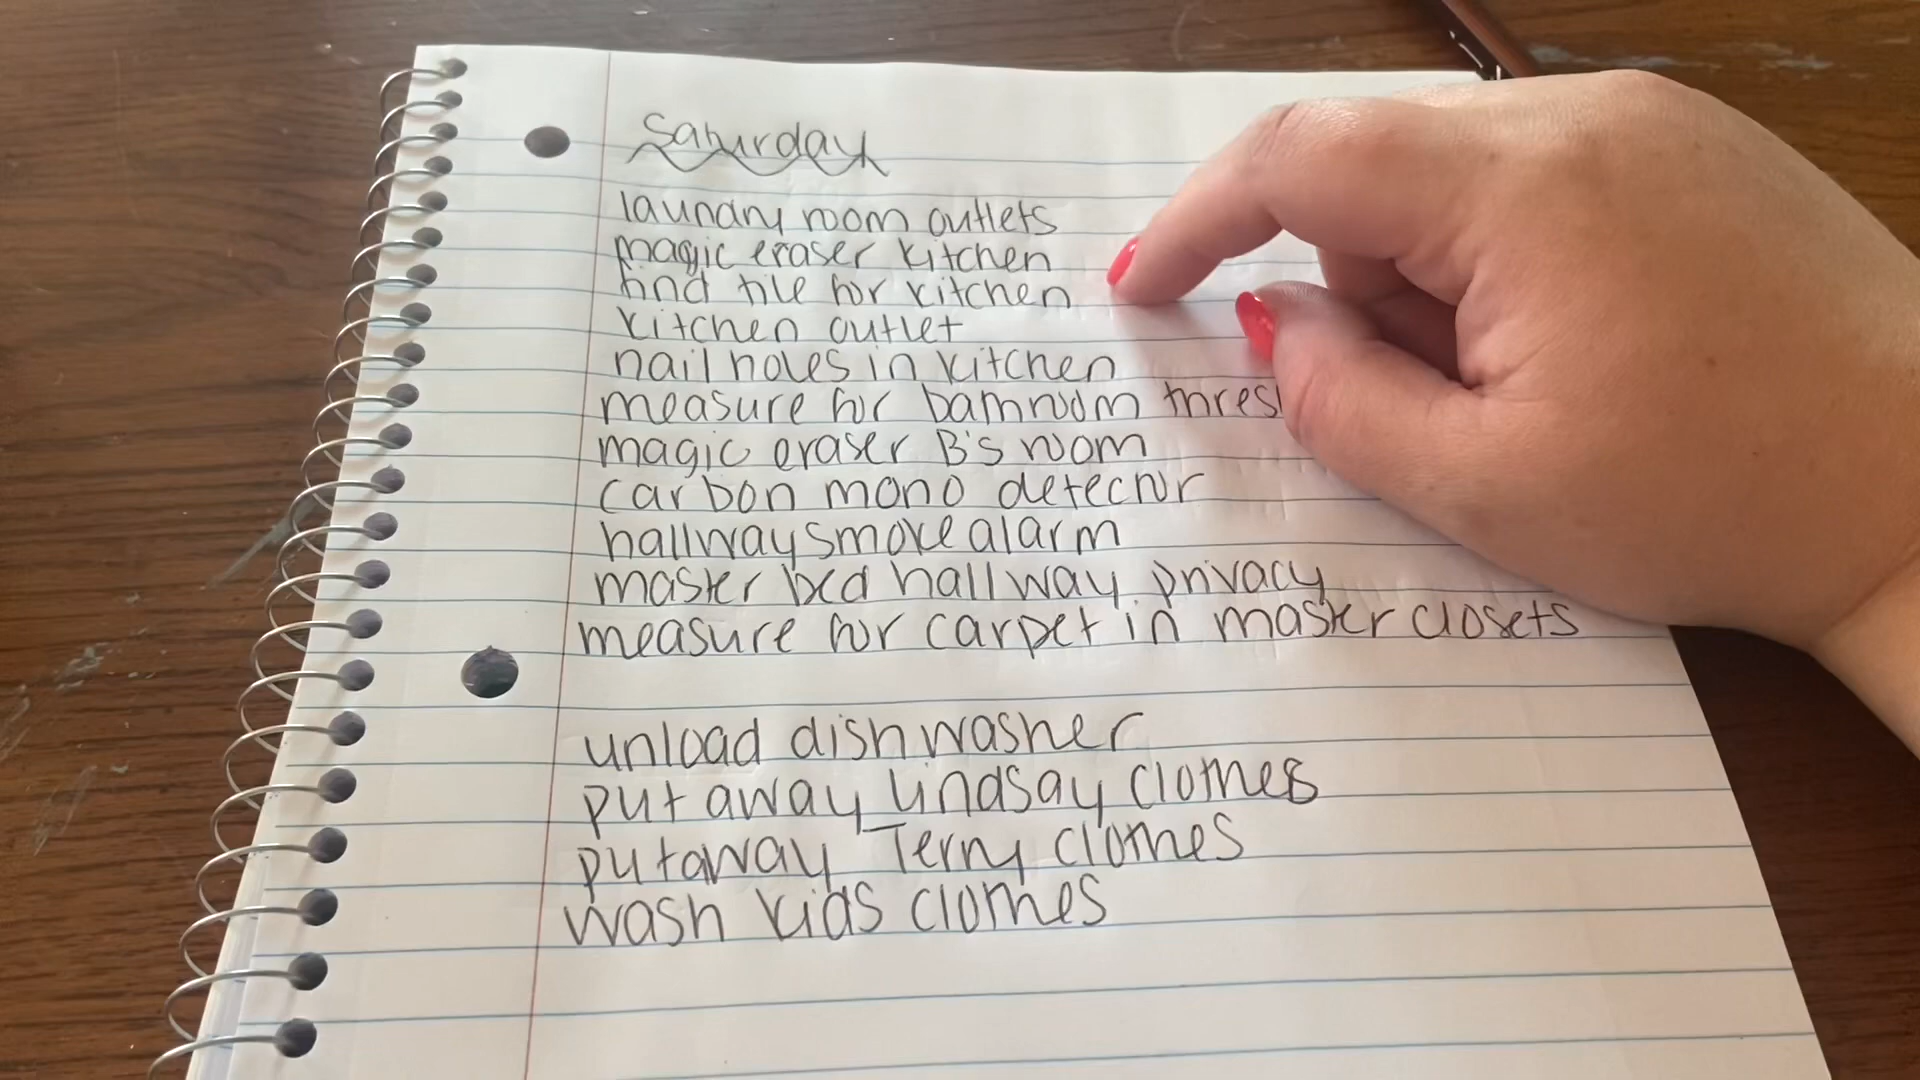 Saturday
laundry room outlets
magic eraser kitchen
find tile for kitchen
kitchen outlet
nail holes in kitchen
measure for bathroom thres
magic eraser B's room
carbon mono detector
hallway smoke alarm
master bed hallway privacy
measure for carpet in master closets
unload dishwasher
put away Lindsay clothes
put away Terry clothes
wash kids clothes